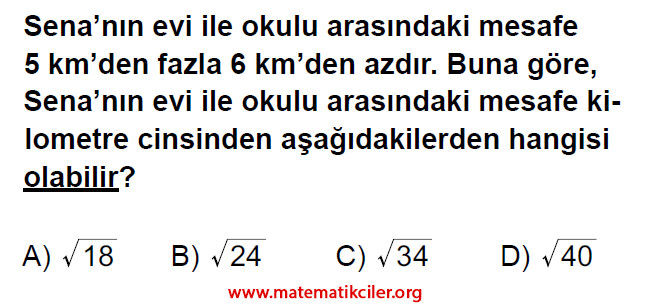 Sena’nın evi ile okulu arasındaki mesafe
5 km’den fazla 6 km’den azdır. Buna göre,
Sena’nın evi ile okulu arasındaki mesafe ki-
lometre cinsinden aşağıdakilerden hangisi
olabilir?
A) √18 B) √24 C) √34 D) √40
www.matematikciler.org